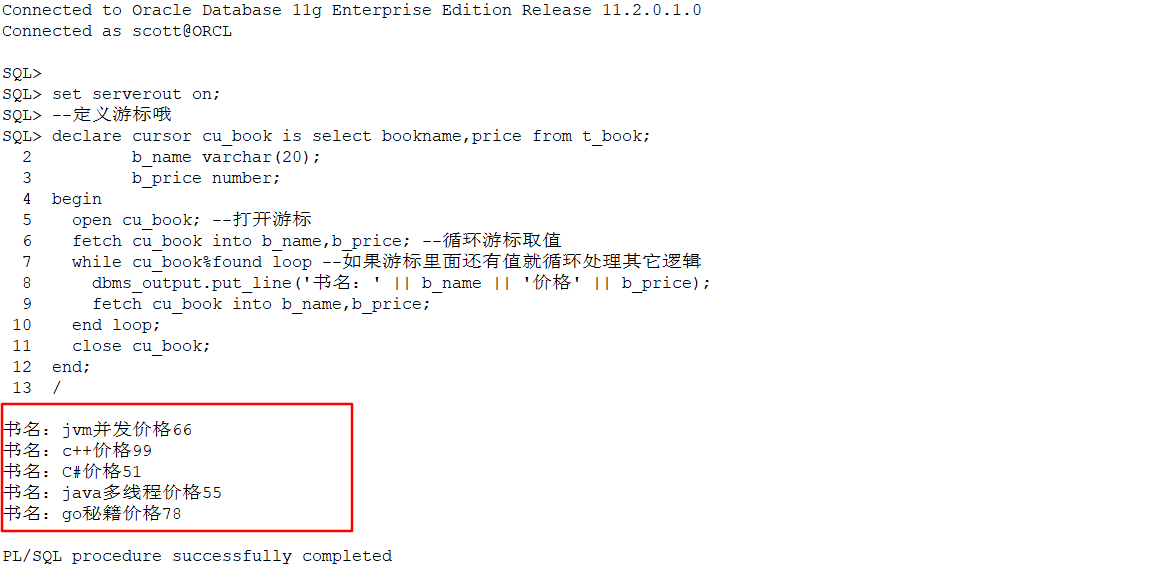 Connected to Oracle Database 11g Enterprise Edition Release 11.2.0.1.0
Connected as scott@ORCL
SQL>
SQL> set serverout on;
SQL> --定义游标哦
SQL> declare cursor cu_book is select bookname,price from t_book;
2 b_name varchar(20);
3 b_price number;
4 begin
5 open cu_book; --打开游标
6 fetch cu_book into b_name,b_price; --循环游标取值
7 while cu_book%found loop --如果游标里面还有值就循环处理其它逻辑
8 dbms_output.put_line('书名：' || b_name || '价格' || b_price);
9 fetch cu_book into b_name,b_price;
10 end loop;
11 close cu_book;
12 end;
13 /
书名：jvm并发价格66
书名：c++价格99
书名：C#价格51
书名：java多线程价格55
书名：go秘籍价格78
PL/SQL procedure successfully completed